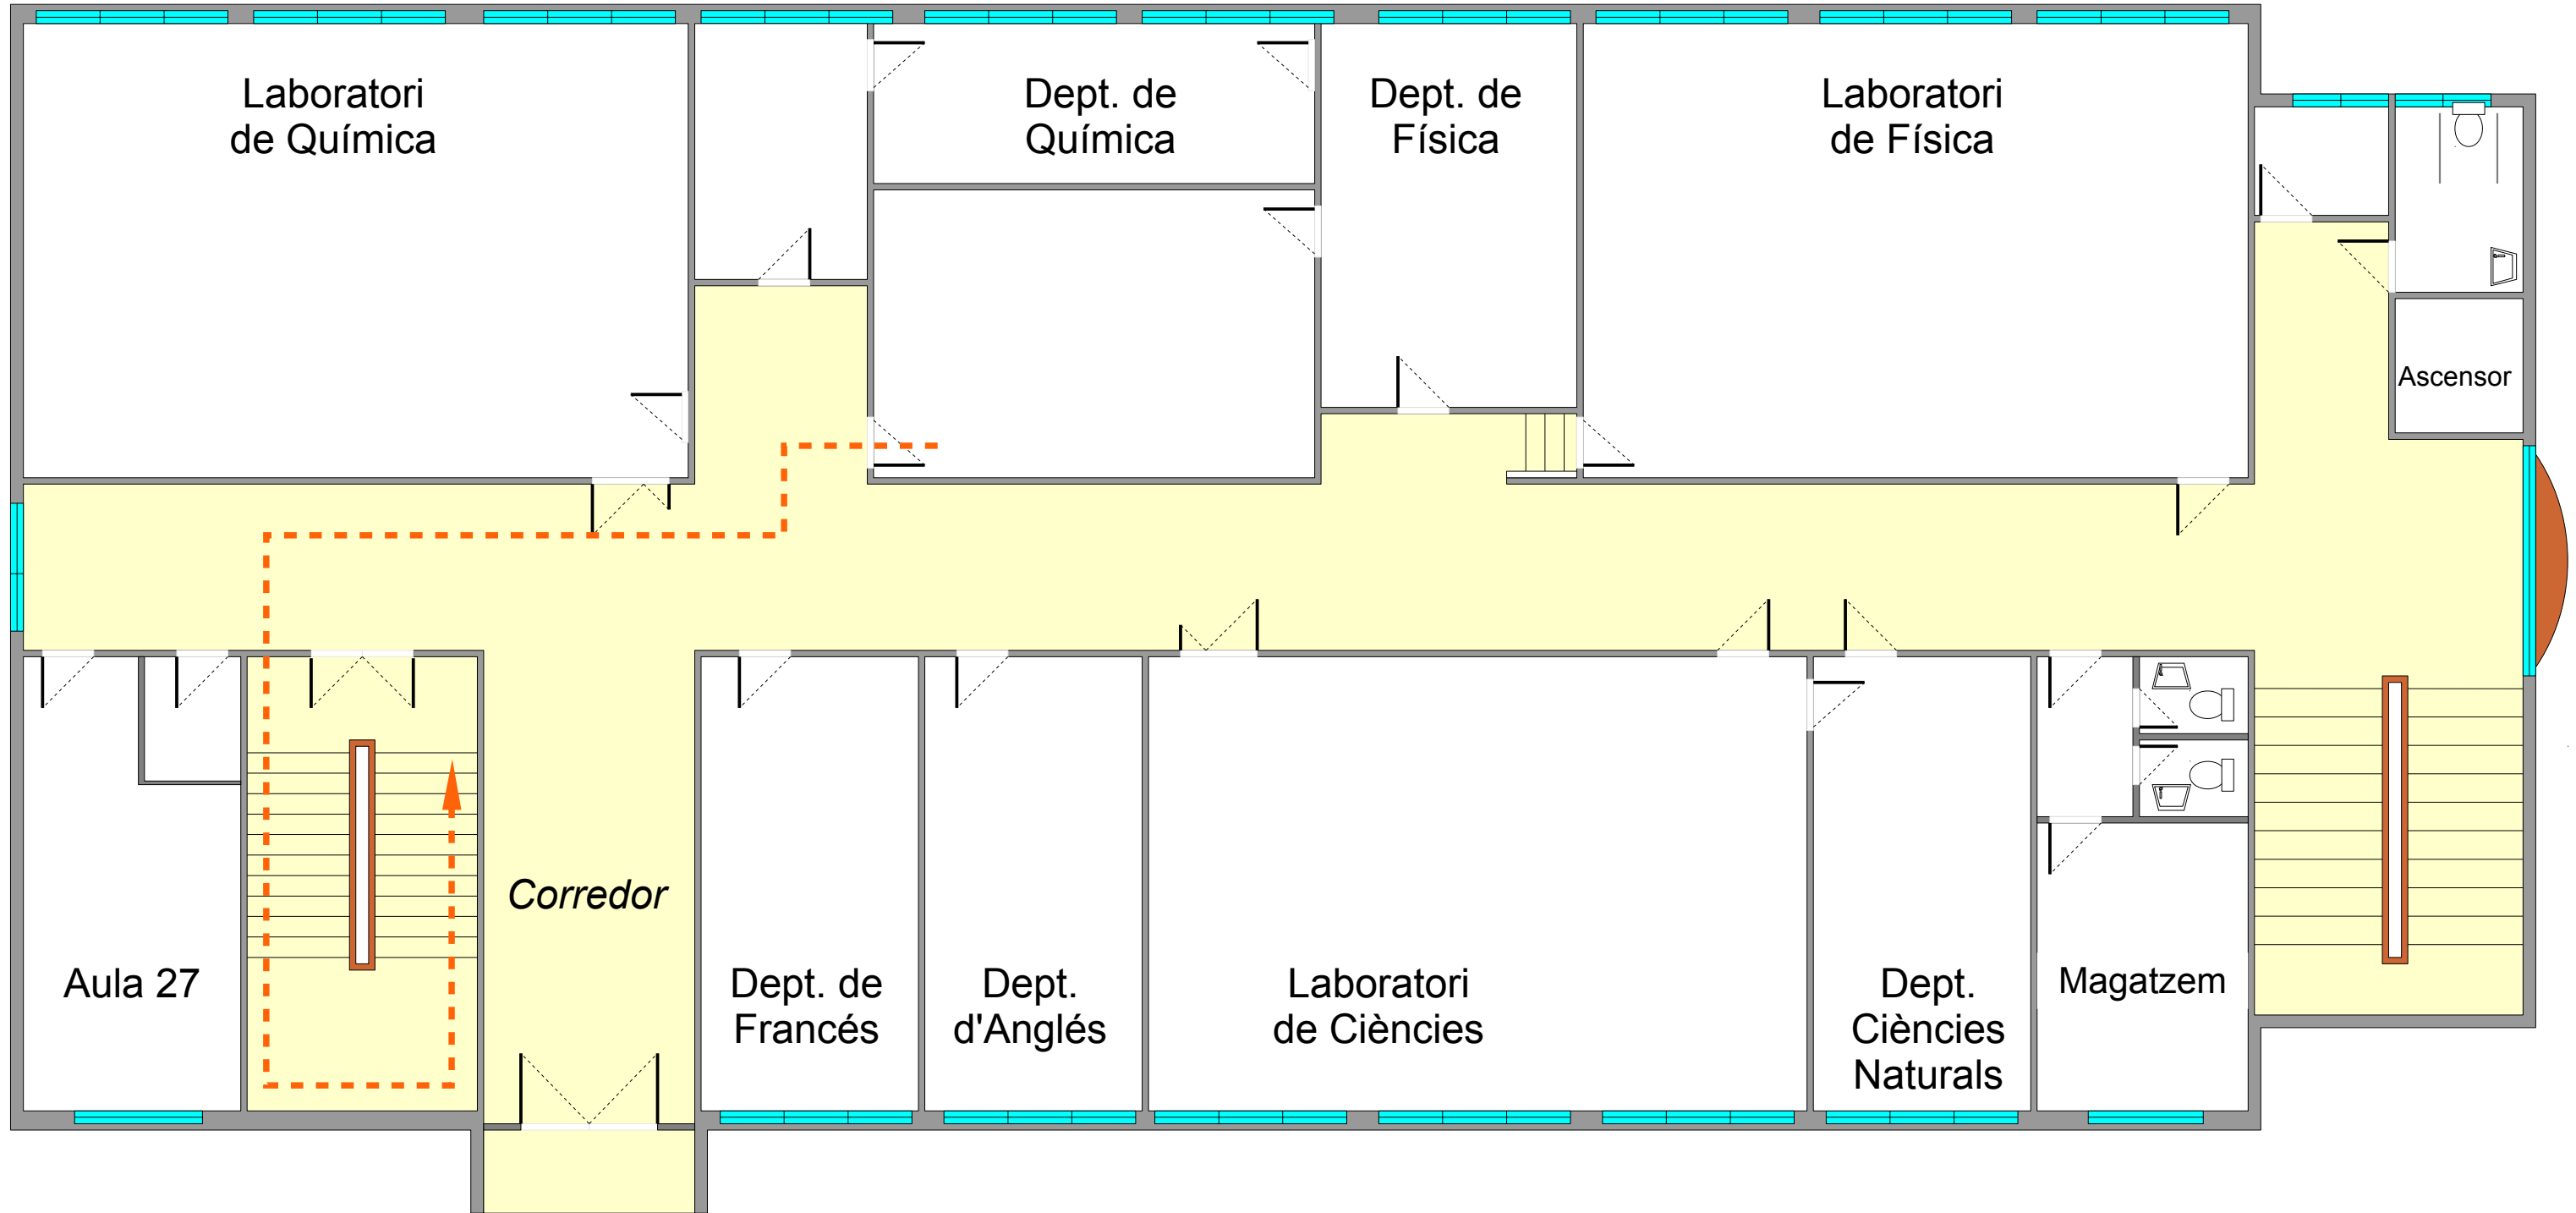 Laboratori
de Química
Dept. de
Química
Dept. de
Física
Laboratori
de Física
Ascensor
Corredor
Aula 27
Dept. de
Francés
Dept.
d'Anglés
Laboratori
de Ciències
Dept.
Ciències
Naturals
Magatzem